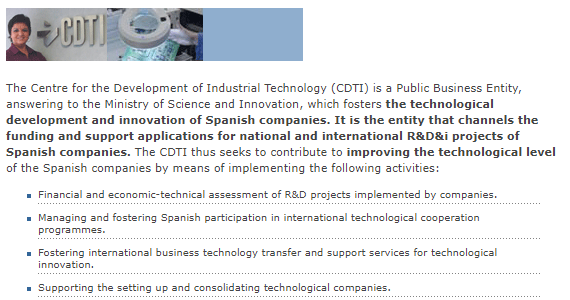 CDTI
The Centre for the Development of Industrial Technology (CDTI) is a Public Business Entity,
answering to the Ministry of Science and Innovation, which fosters the technological
development and innovation of Spanish companies. It is the entity that channels the
funding and support applications for national and international R&D&i projects of
Spanish companies. The CDTI thus seeks to contribute to improving the technological level
of the Spanish companies by means of implementing the following activities:
Financial and economic-technical assessment of R&D projects implemented by companies.
Managing and fostering Spanish participation in international technological cooperation
programmes.
Fostering international business technology transfer and support services for technological
innovation.
Supporting the setting up and consolidating technological companies.